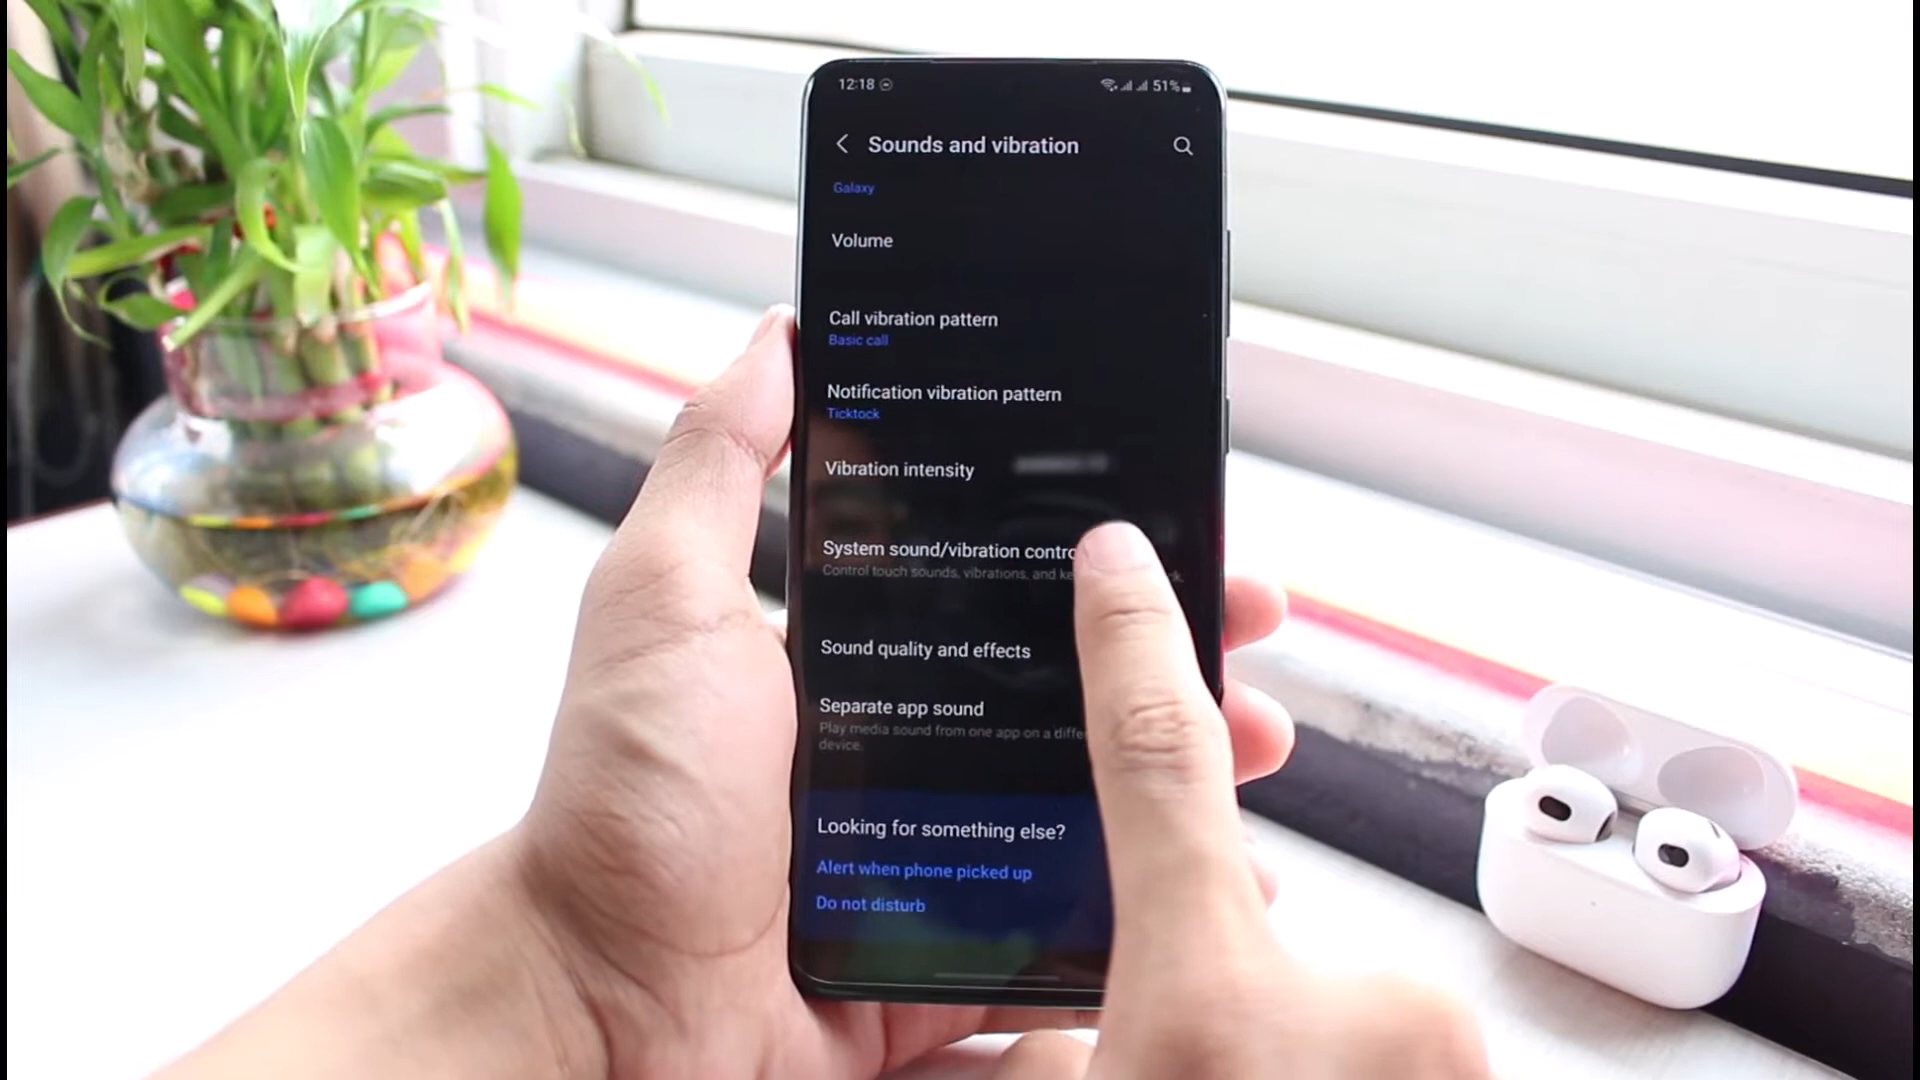 12:18 51%
Sounds and vibration
Galaxy
Volume
Call vibration pattern
Basic call
Notification vibration pattern
Ticktock
Vibration intensity
System sound/vibration contro
Control touch sounds, vibrations, and ke
Sound quality and effects
Separate app sound
Play media sound from one app on a diffe
device.
Looking for something else?
Alert when phone picked up
Do not disturb